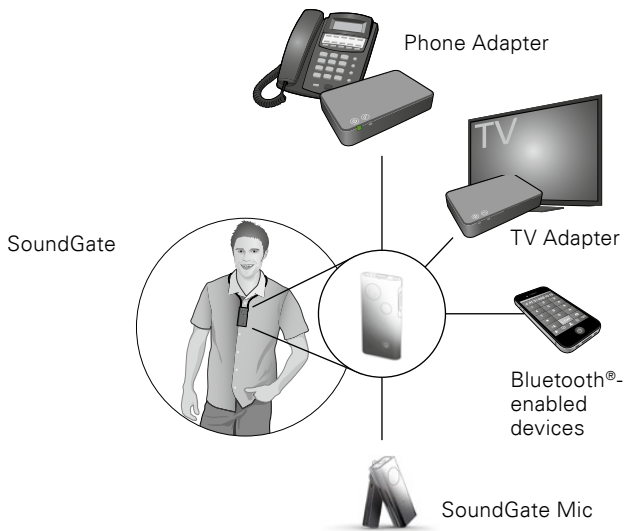 Phone Adapter
TV
TV Adapter
SoundGate
Bluetooth®-
enabled
devices
SoundGate Mic